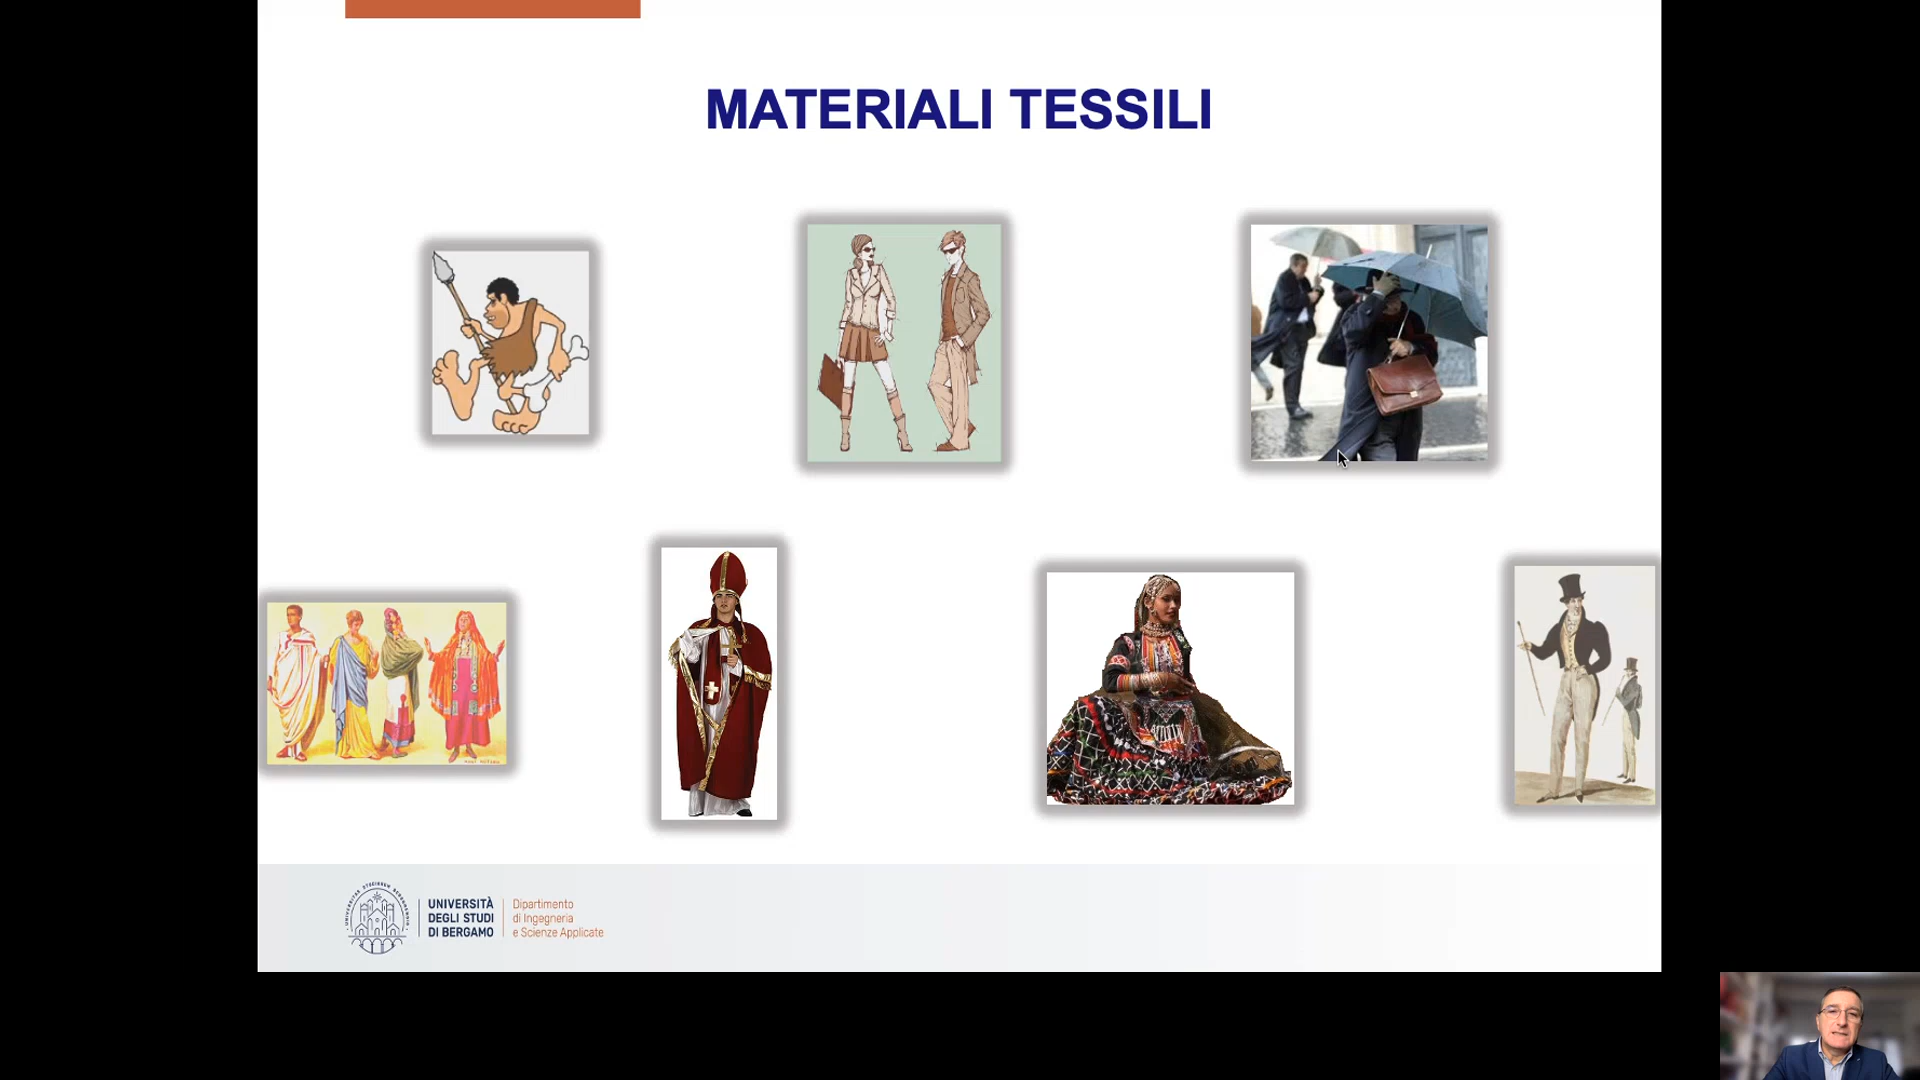 MATERIALI TESSILI
UNIVERSITÀ
DEGLI STUDI
DI BERGAMO
Dipartimento
di Ingegneria
e Scienze Applicate